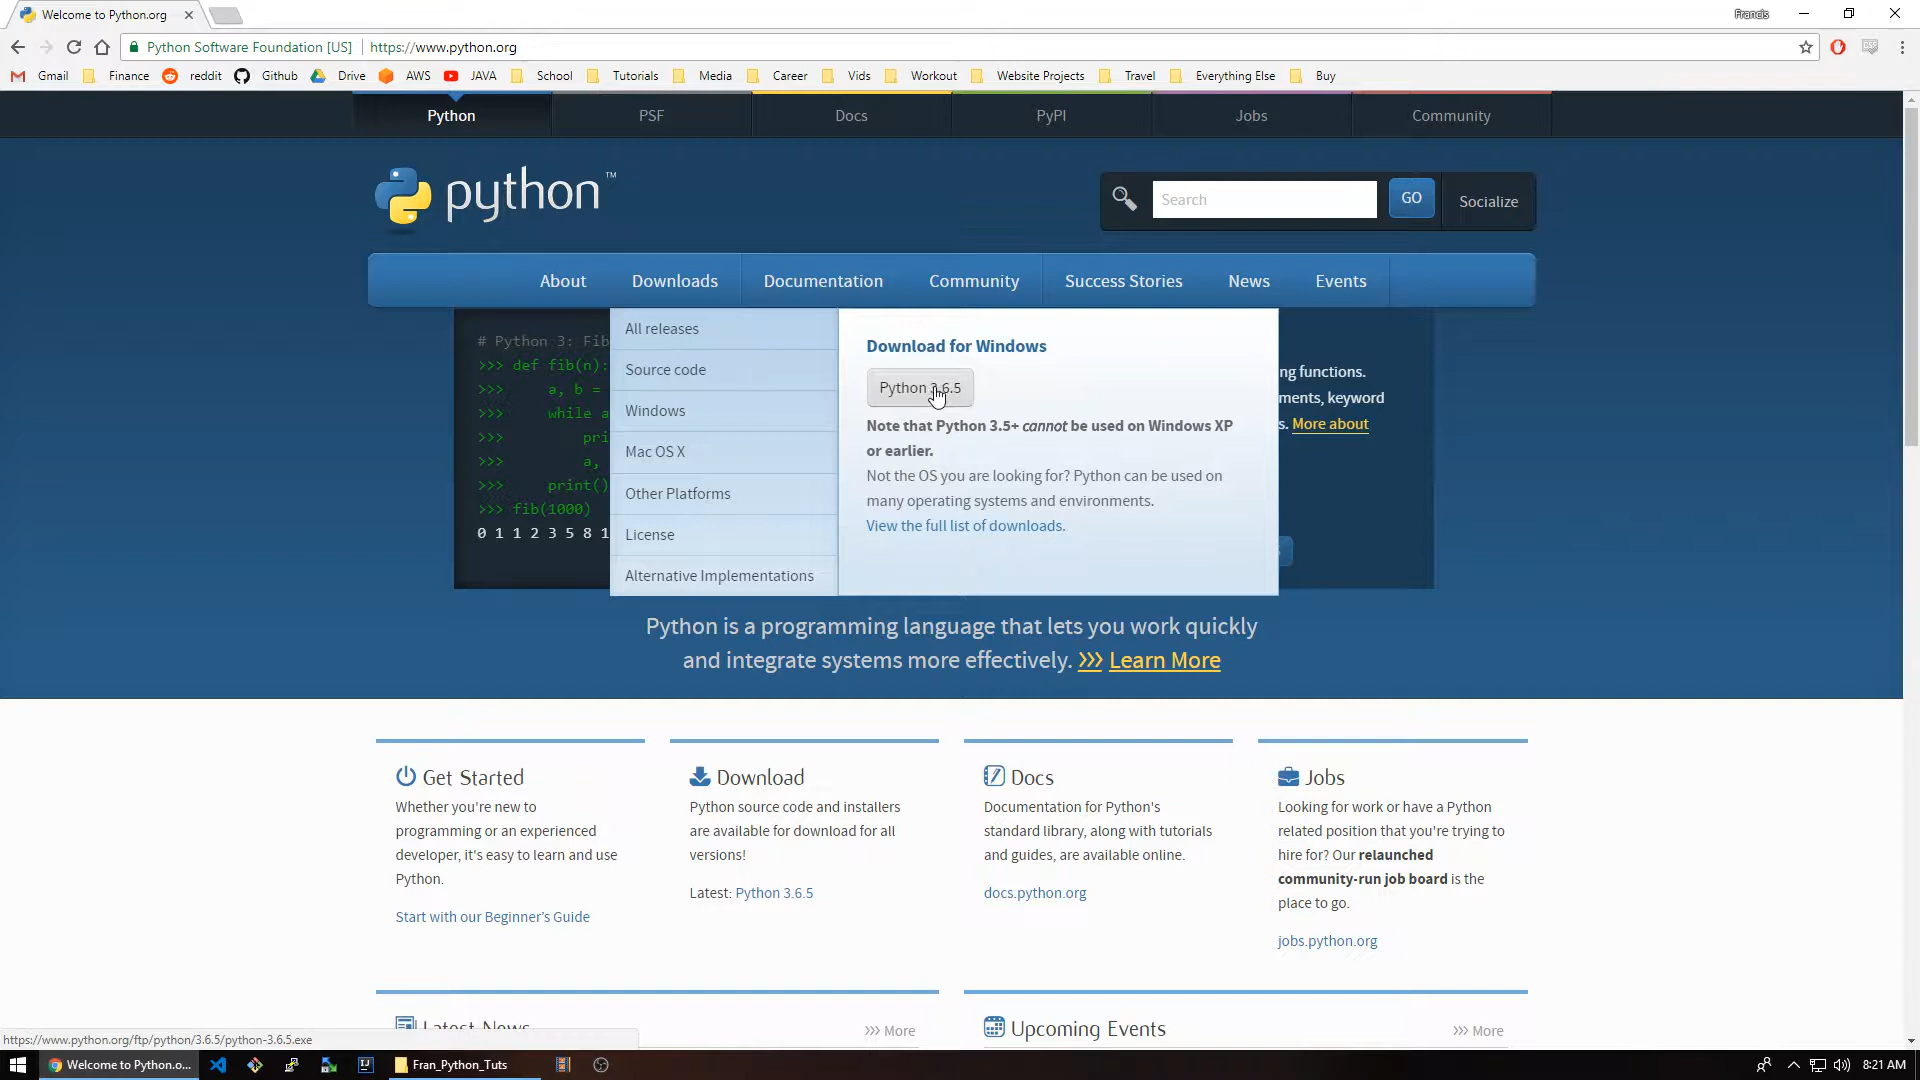 Welcome to Python.org
Francis
Python Software Foundation [US]
https://www.python.org
Gmail
Finance
reddit
Github
Drive
AWS
JAVA
School
Tutorials
Media
Career
Vids
Workout
Website Projects
Travel
Everything Else
Buy
Python
PSF
Docs
PyPI
Jobs
Community
python™
Search
GO
Socialize
About
Downloads
Documentation
Community
Success Stories
News
Events
# Python 3: Fib
>>> def fib(n):
>>> a, b =
>>> while a
>>> pri
>>> a,
>>> print()
>>> fib(1000)
0 1 1 2 3 5 8 1
All releases
Source code
Windows
Mac OS X
Other Platforms
License
Alternative Implementations
Download for Windows
Python 3.6.5
Note that Python 3.5+ cannot be used on Windows XP
or earlier.
Not the OS you are looking for? Python can be used on
many operating systems and environments.
View the full list of downloads.
ng functions.
ments, keyword
s. More about
Python is a programming language that lets you work quickly
and integrate systems more effectively. >>> Learn More
Get Started
Whether you're new to
programming or an experienced
developer, it's easy to learn and use
Python.
Start with our Beginner's Guide
Download
Python source code and installers
are available for download for all
versions!
Latest: Python 3.6.5
Docs
Documentation for Python's
standard library, along with tutorials
and guides, are available online.
docs.python.org
Jobs
Looking for work or have a Python
related position that you're trying to
hire for? Our relaunched
community-run job board is the
place to go.
jobs.python.org
Latest News
>>> More
Upcoming Events
>>> More
https://www.python.org/ftp/python/3.6.5/python-3.6.5.exe
Welcome to Python.o...
IJ
Fran_Python_Tuts
8:21 AM